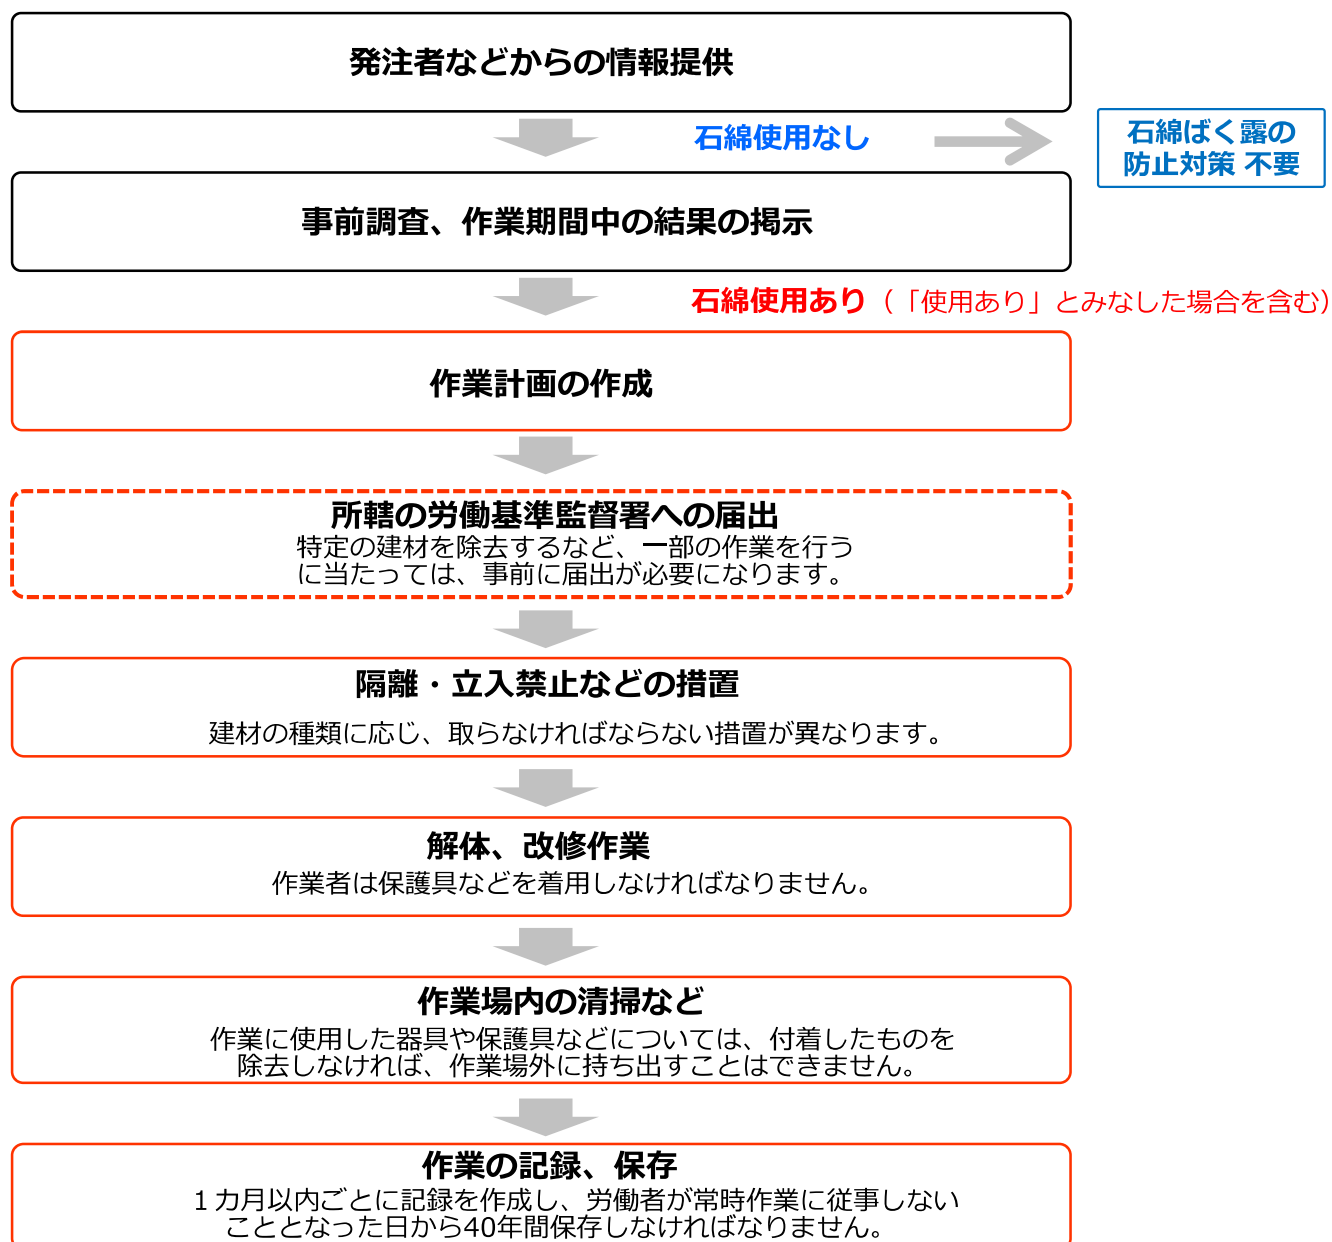 発注者などからの情報提供
石綿使用なし
石綿ばく露の
防止対策 不要
事前調査、作業期間中の結果の掲示
石綿使用あり（「使用あり」とみなした場合を含む）
作業計画の作成
所轄の労働基準監督署への届出
特定の建材を除去するなど、一部の作業を行う
に当たっては、事前に届出が必要になります。
隔離・立入禁止などの措置
建材の種類に応じ、取らなければならない措置が異なります。
解体、改修作業
作業者は保護具などを着用しなければなりません。
作業場内の清掃など
作業に使用した器具や保護具などについては、付着したものを
除去しなければ、作業場外に持ち出すことはできません。
作業の記録、保存
１カ月以内ごとに記録を作成し、労働者が常時作業に従事しない
こととなった日から40年間保存しなければなりません。